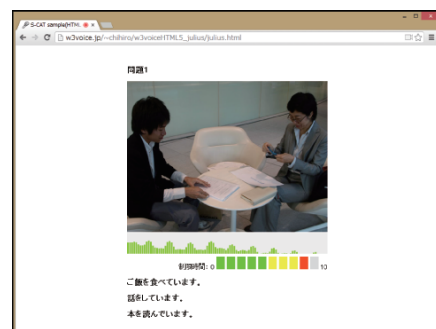 S-CAT sample(HTML
w3voice.jp/~chihiro/w3voiceHTML5_julius/julius.html
問題1
制限時間: 0 10
ご飯を食べています。
話をしています。
本を読んでいます。